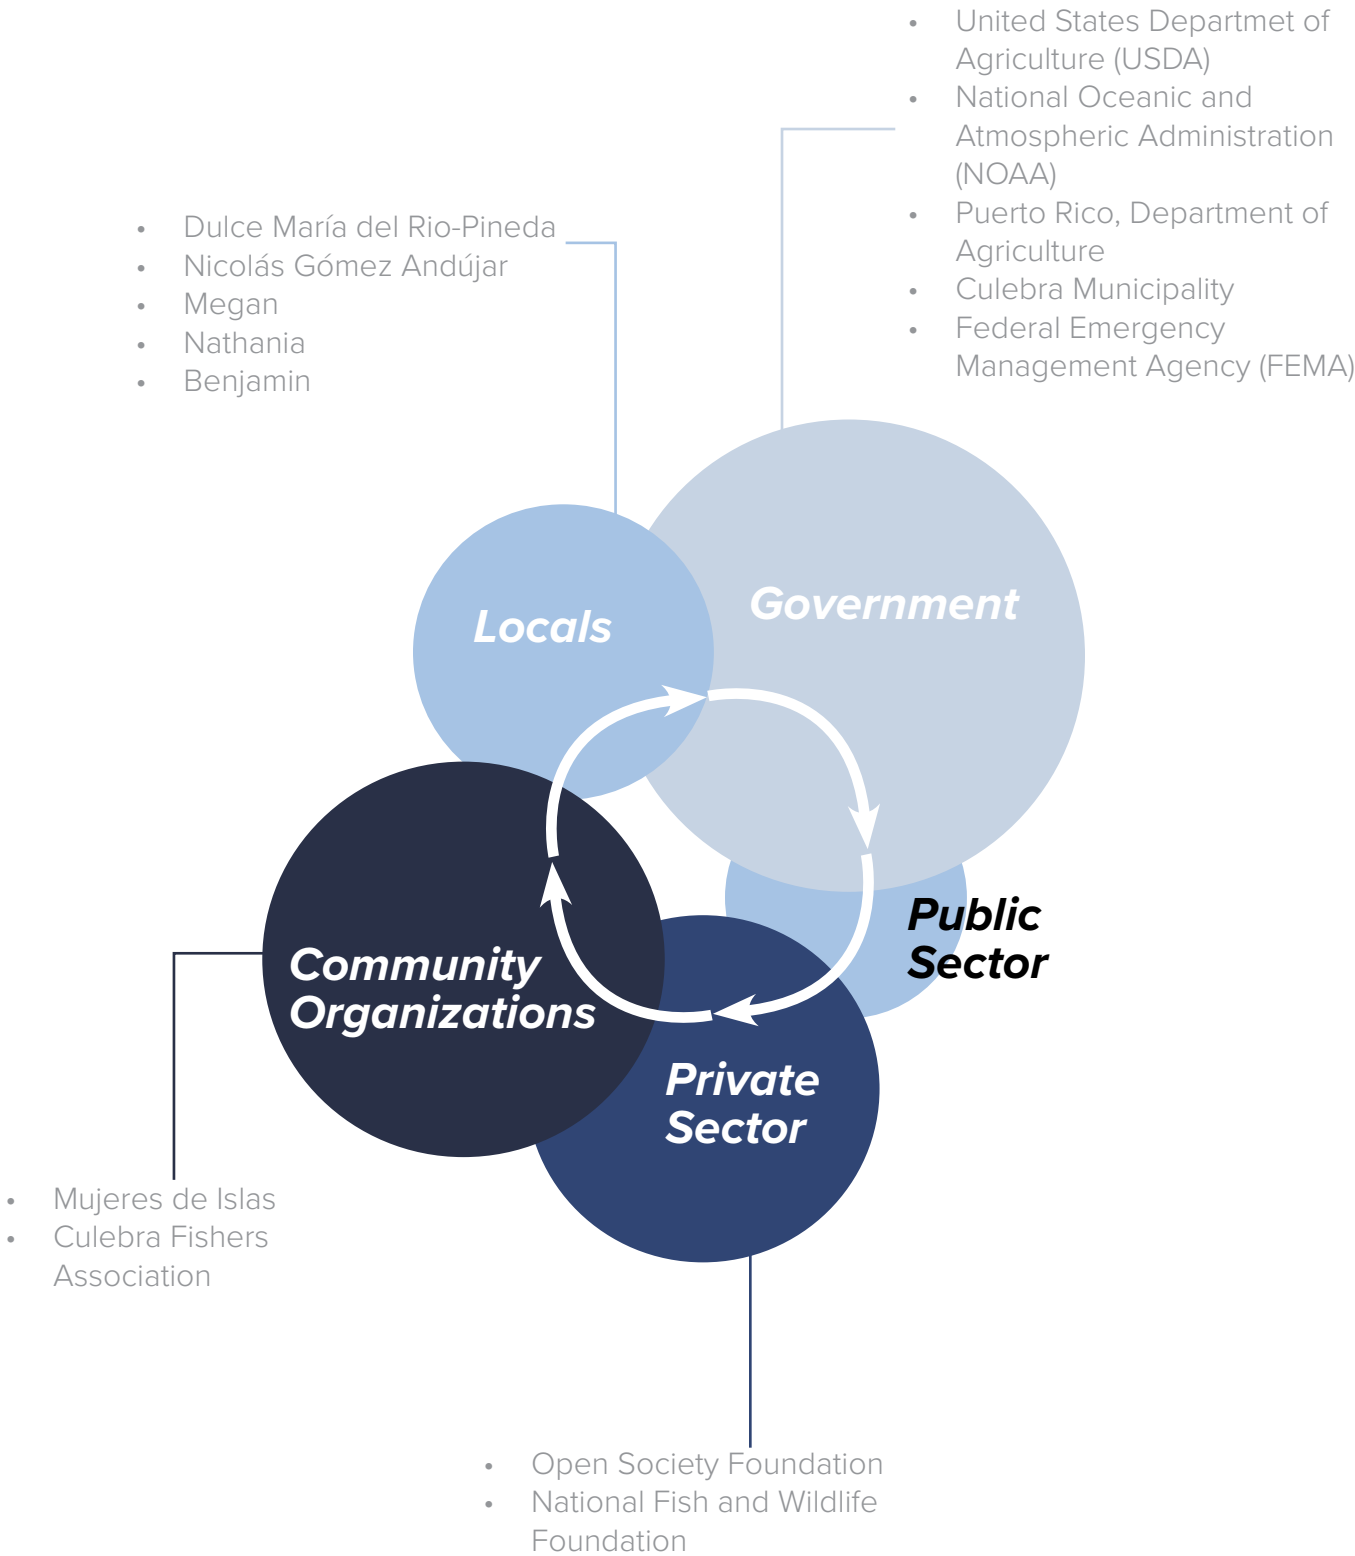 • United States Departmet of
Agriculture (USDA)
• National Oceanic and
Atmospheric Administration
(NOAA)
• Puerto Rico, Department of
Agriculture
• Culebra Municipality
• Federal Emergency
Management Agency (FEMA)
• Dulce María del Rio-Pineda
• Nicolás Gómez Andújar
• Megan
• Nathania
• Benjamin
Locals
Government
Public
Sector
Community
Organizations
Private
Sector
• Mujeres de Islas
• Culebra Fishers
Association
• Open Society Foundation
• National Fish and Wildlife
Foundation